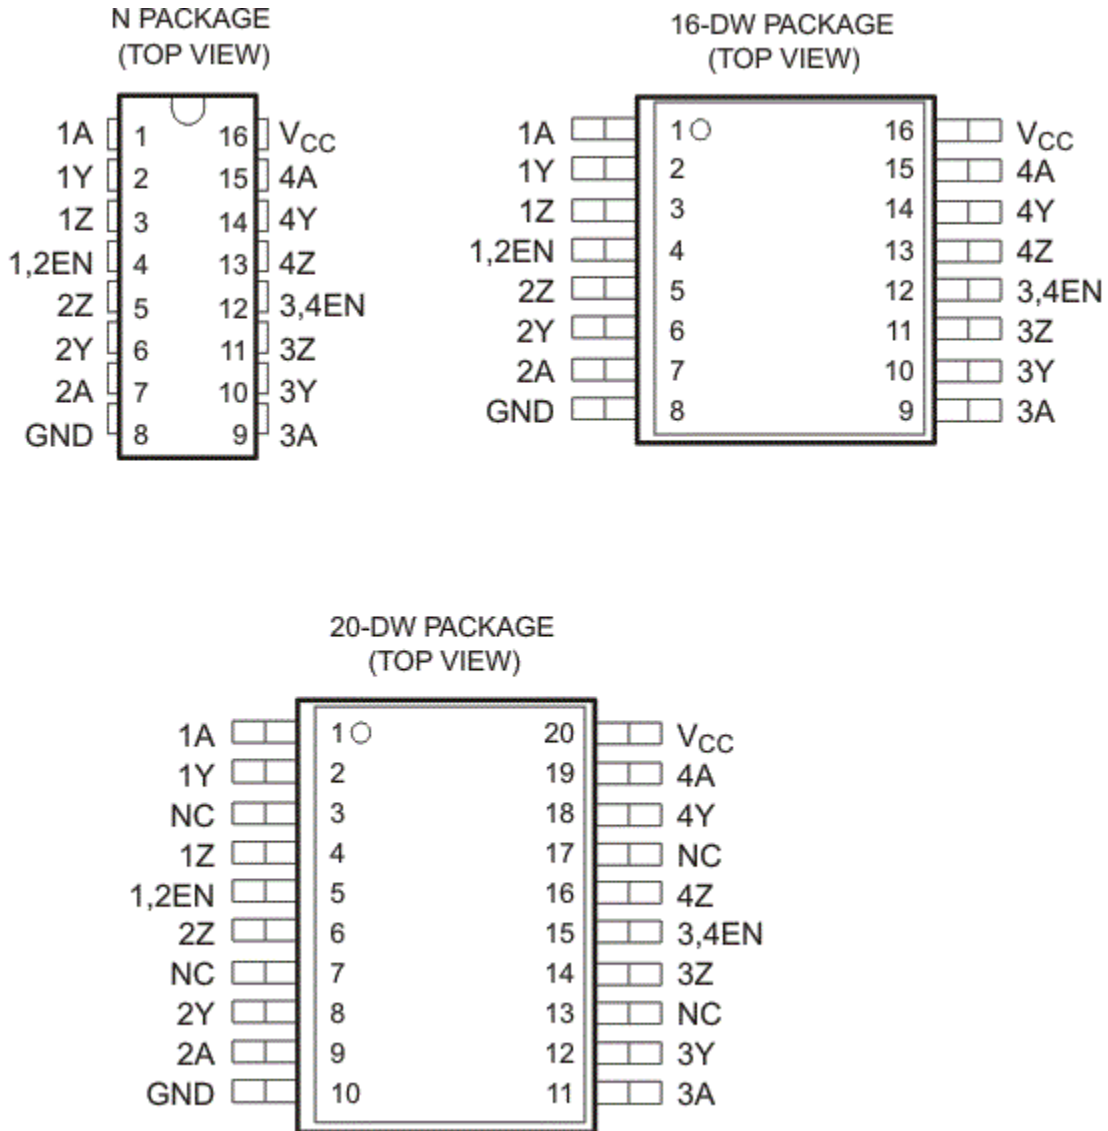 N PACKAGE
(TOP VIEW)
1A 1 16 VCC
1Y 2 15 4A
1Z 3 14 4Y
1,2EN 4 13 4Z
2Z 5 12 3,4EN
2Y 6 11 3Z
2A 7 10 3Y
GND 8 9 3A
16-DW PACKAGE
(TOP VIEW)
1A 1 16 VCC
1Y 2 15 4A
1Z 3 14 4Y
1,2EN 4 13 4Z
2Z 5 12 3,4EN
2Y 6 11 3Z
2A 7 10 3Y
GND 8 9 3A
20-DW PACKAGE
(TOP VIEW)
1A 1 20 VCC
1Y 2 19 4A
NC 3 18 4Y
1Z 4 17 NC
1,2EN 5 16 4Z
2Z 6 15 3,4EN
NC 7 14 3Z
2Y 8 13 NC
2A 9 12 3Y
GND 10 11 3A